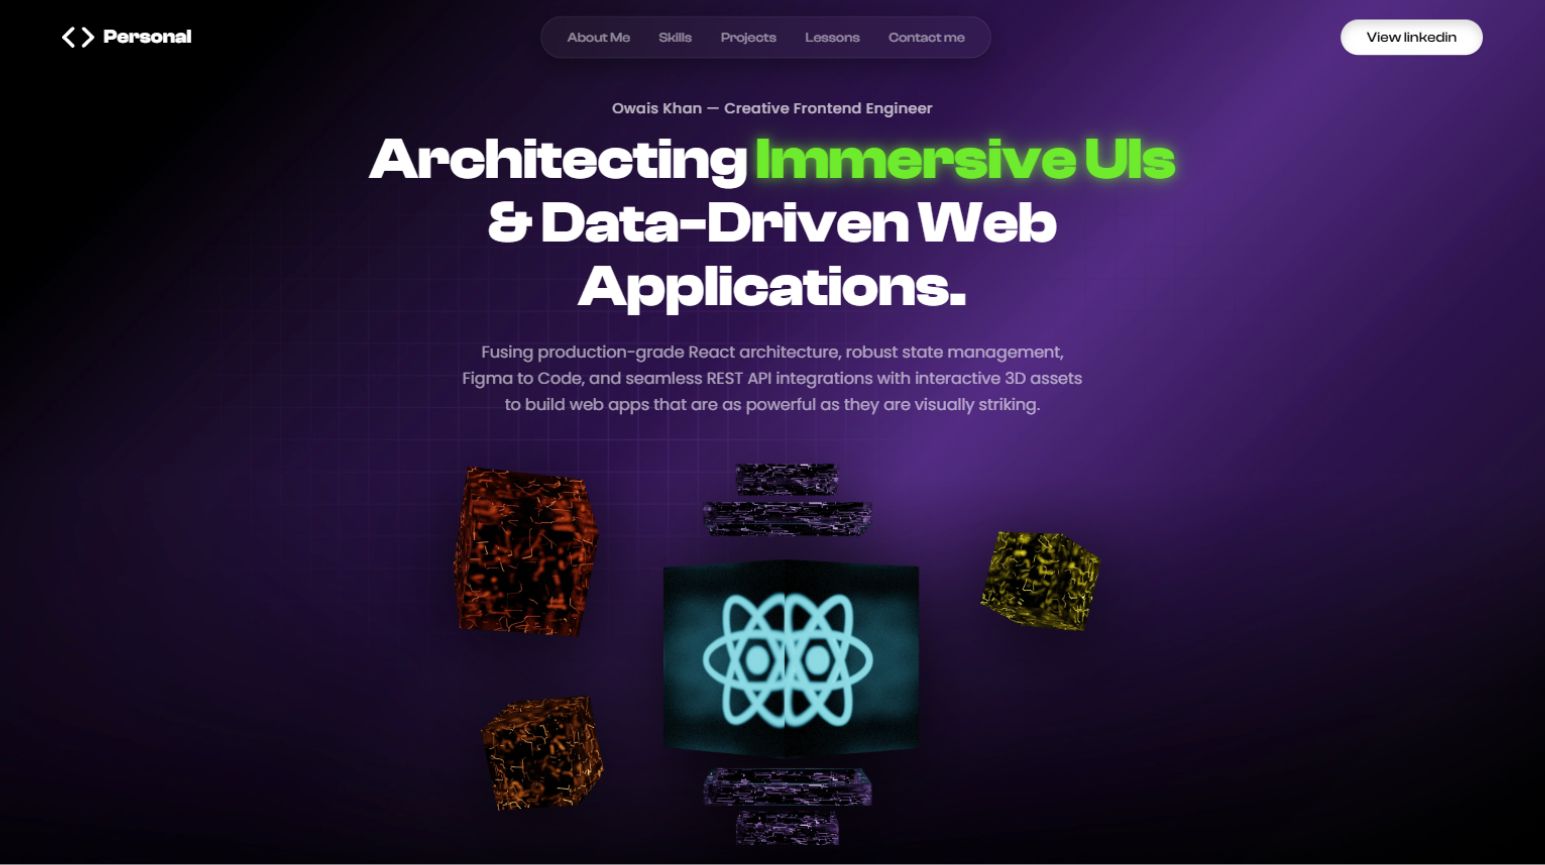 Personal
About Me
Skills
Projects
Lessons
Contact me
View linkedin
Owais Khan — Creative Frontend Engineer
Architecting Immersive UIs
& Data-Driven Web
Applications.
Fusing production-grade React architecture, robust state management,
Figma to Code, and seamless REST API integrations with interactive 3D assets
to build web apps that are as powerful as they are visually striking.